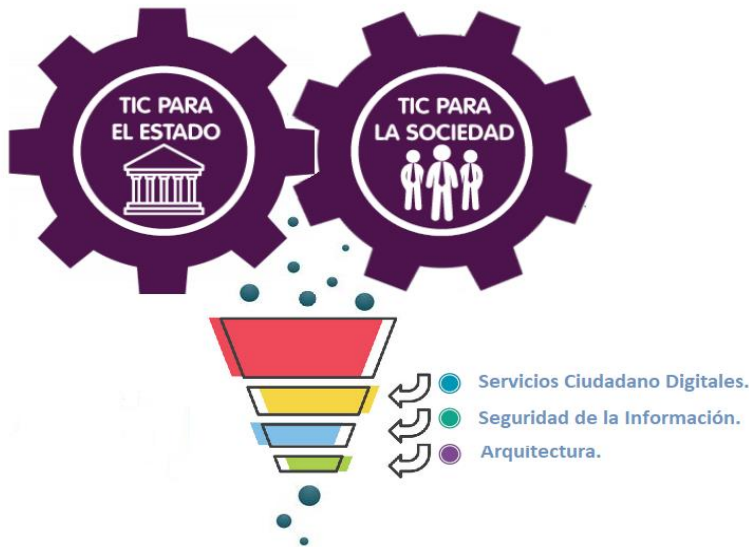 TIC PARA
EL ESTADO
TIC PARA
LA SOCIEDAD
Servicios Ciudadano Digitales.
Seguridad de la Información.
Arquitectura.